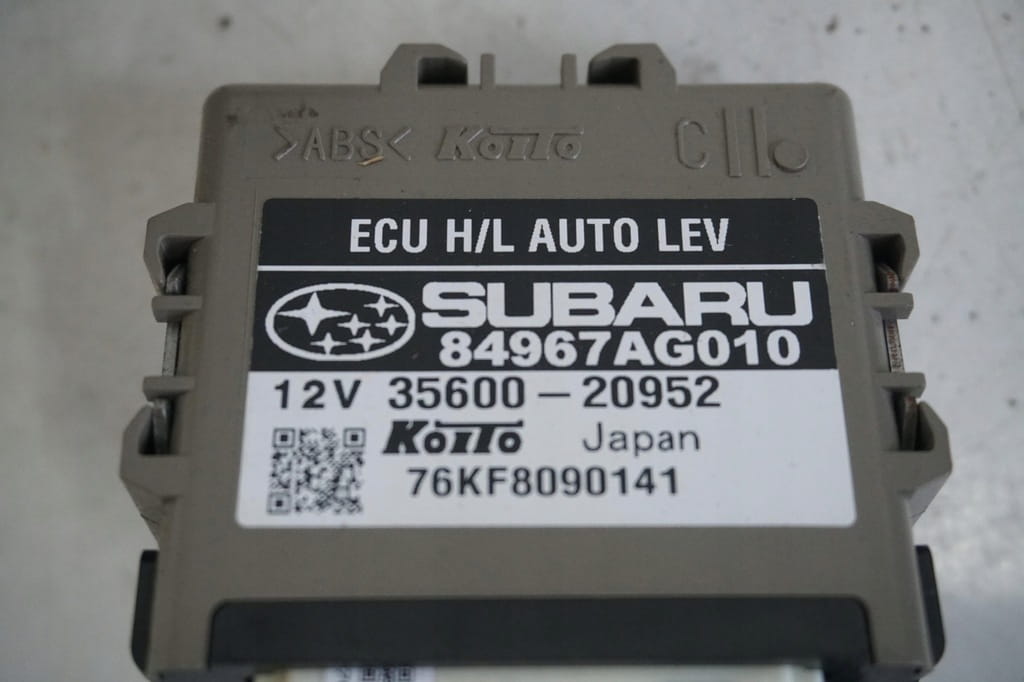 >ABS< KOITO C||.
ECU H/L AUTO LEV
SUBARU
84967AG010
12V 35600-20952
KOITO Japan
76KF8090141